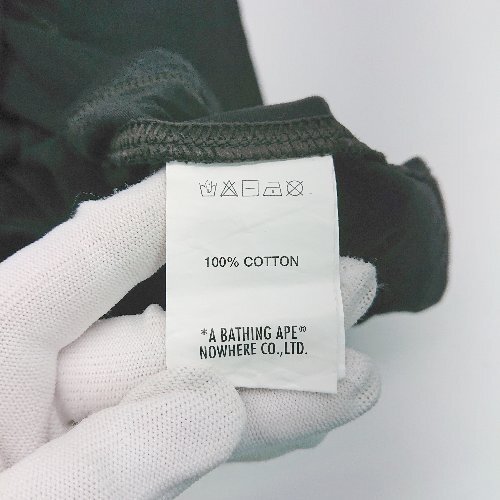 100% COTTON
*A BATHING APE®
NOWHERE CO., LTD.